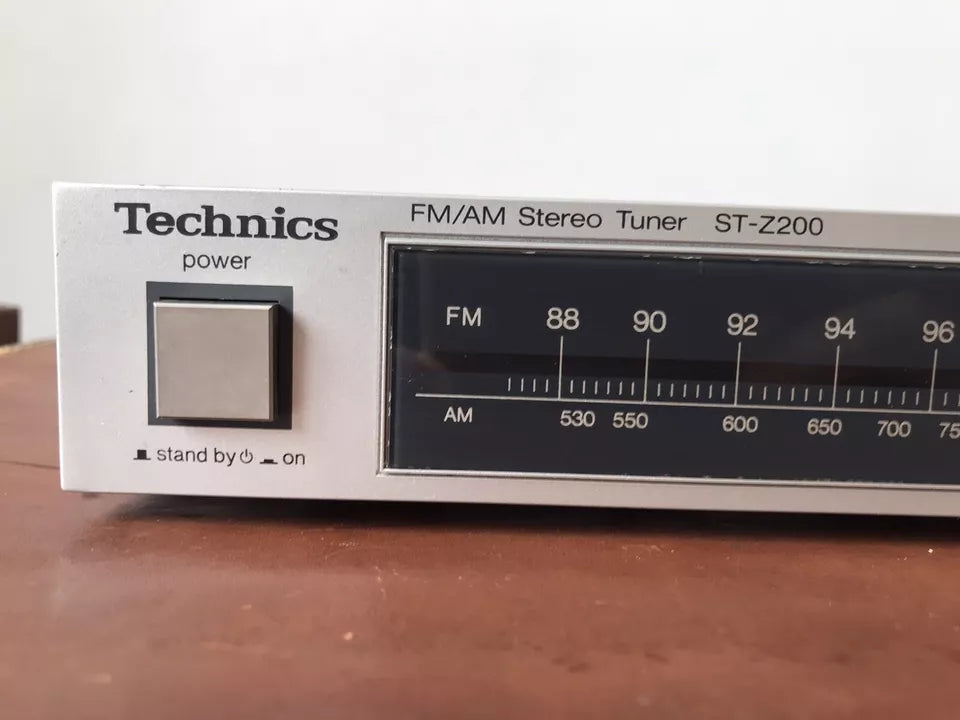 Technics
FM/AM Stereo Tuner ST-Z200
power
FM 88 90 92 94 96
AM 530 550 600 650 700
stand by on